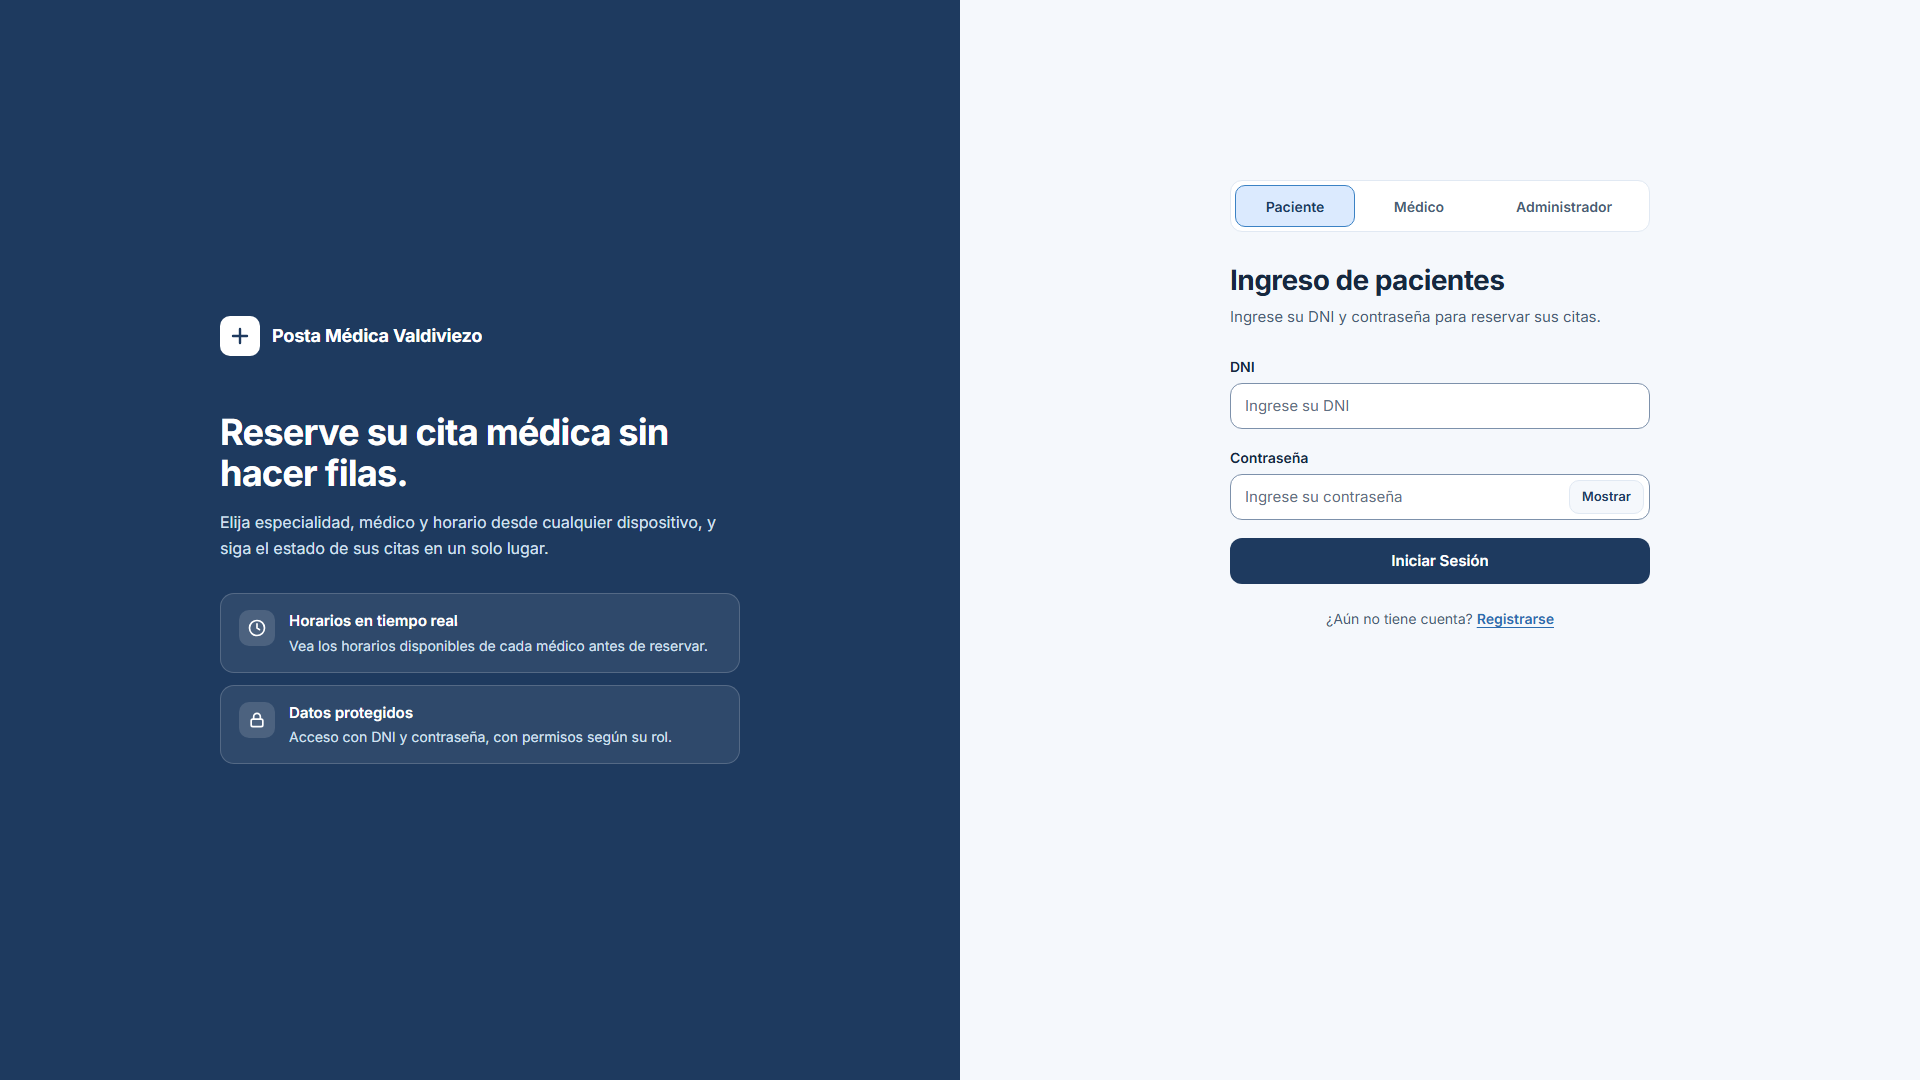 Posta Médica Valdiviezo
Reserve su cita médica sin
hacer filas.
Elija especialidad, médico y horario desde cualquier dispositivo, y
siga el estado de sus citas en un solo lugar.
Horarios en tiempo real
Vea los horarios disponibles de cada médico antes de reservar.
Datos protegidos
Acceso con DNI y contraseña, con permisos según su rol.
Paciente Médico Administrador
Ingreso de pacientes
Ingrese su DNI y contraseña para reservar sus citas.
DNI
Ingrese su DNI
Contraseña
Ingrese su contraseña Mostrar
Iniciar Sesión
¿Aún no tiene cuenta? Registrarse